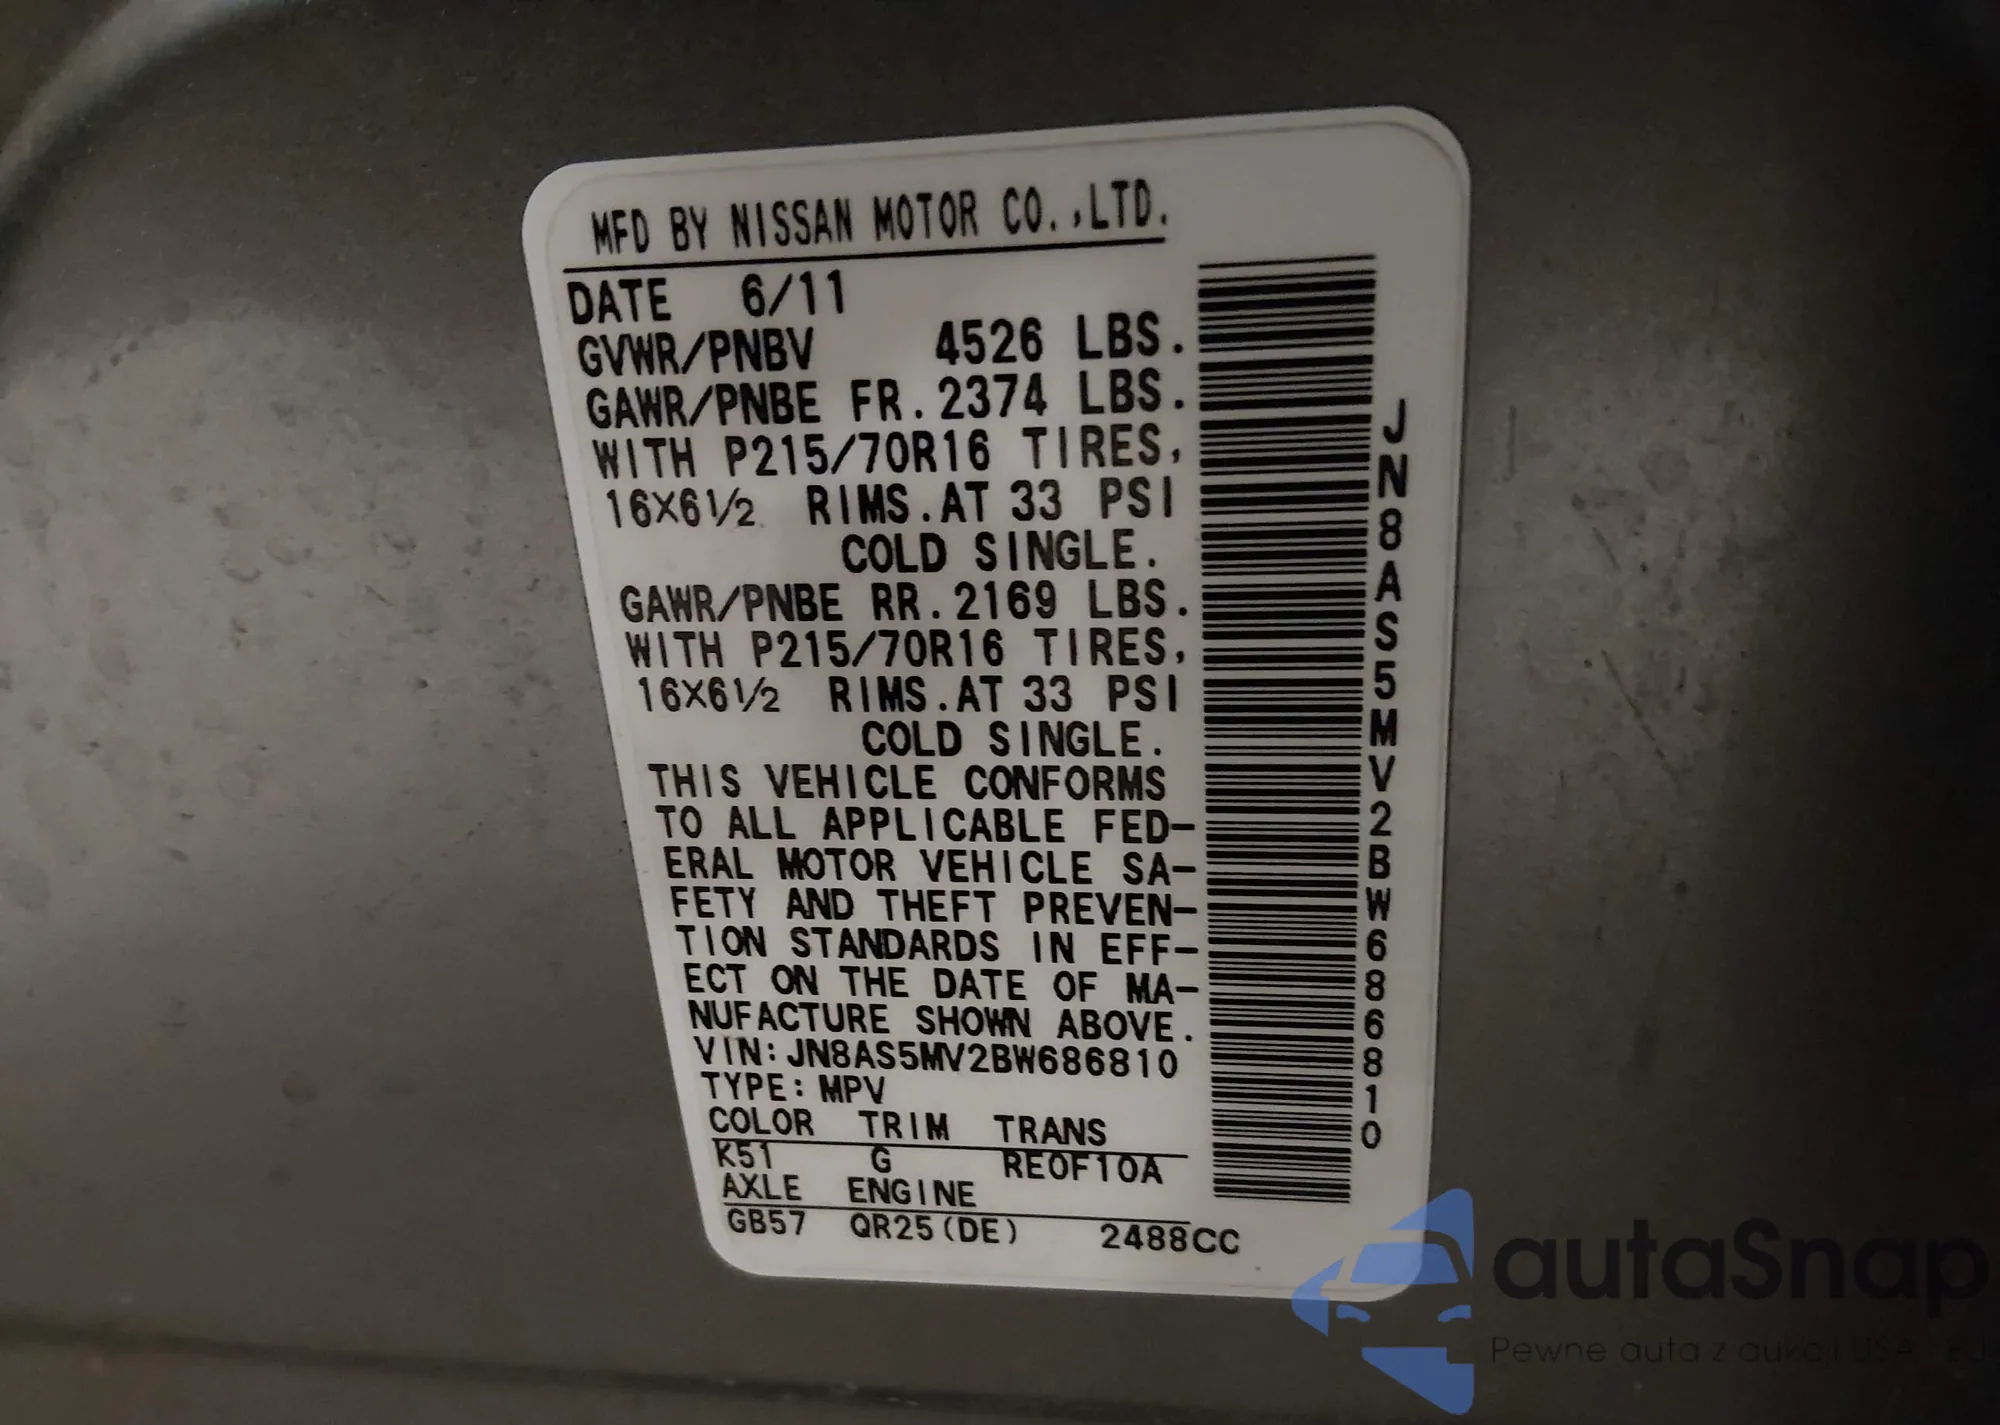 MFD BY NISSAN MOTOR CO.,LTD.
DATE 6/11
GVWR/PNBV 4526 LBS.
GAWR/PNBE FR.2374 LBS.
WITH P215/70R16 TIRES,
16X6½ RIMS.AT 33 PSI
COLD SINGLE.
GAWR/PNBE RR.2169 LBS.
WITH P215/70R16 TIRES,
16X6½ RIMS.AT 33 PSI
COLD SINGLE.
THIS VEHICLE CONFORMS
TO ALL APPLICABLE FED-
ERAL MOTOR VEHICLE SA-
FETY AND THEFT PREVEN-
TION STANDARDS IN EFF-
ECT ON THE DATE OF MA-
NUFACTURE SHOWN ABOVE.
VIN:JN8AS5MV2BW686810
TYPE:MPV
COLOR TRIM TRANS
K51 G RE0F10A
AXLE ENGINE
GB57 QR25(DE) 2488CC
JN8AS5MV2BW686810
autaSnap
Pewne auta z aukcji USA